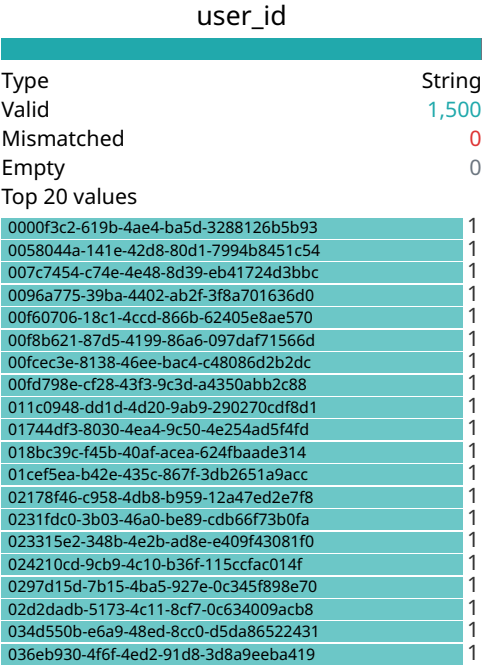 user_id
Type String
Valid 1,500
Mismatched 0
Empty 0
Top 20 values
0000f3c2-619b-4ae4-ba5d-3288126b5b93 1
0058044a-141e-42d8-80d1-7994b8451c54 1
007c7454-c74e-4e48-8d39-eb41724d3bbc 1
0096a775-39ba-4402-ab2f-3f8a701636d0 1
00f60706-18c1-4ccd-866b-62405e8ae570 1
00f8b621-87d5-4199-86a6-097daf71566d 1
00fcec3e-8138-46ee-bac4-c48086d2b2dc 1
00fd798e-cf28-43f3-9c3d-a4350abb2c88 1
011c0948-dd1d-4d20-9ab9-290270cdf8d1 1
01744df3-8030-4ea4-9c50-4e254ad5f4fd 1
018bc39c-f45b-40af-acea-624fbaade314 1
01cef5ea-b42e-435c-867f-3db2651a9acc 1
02178f46-c958-4db8-b959-12a47ed2e7f8 1
0231fdc0-3b03-46a0-be89-cdb66f73b0fa 1
023315e2-348b-4e2b-ad8e-e409f43081f0 1
024210cd-9cb9-4c10-b36f-115ccfac014f 1
0297d15d-7b15-4ba5-927e-0c345f898e70 1
02d2dadb-5173-4c11-8cf7-0c634009acb8 1
034d550b-e6a9-48ed-8cc0-d5da86522431 1
036eb930-4f6f-4ed2-91d8-3d8a9eeba419 1